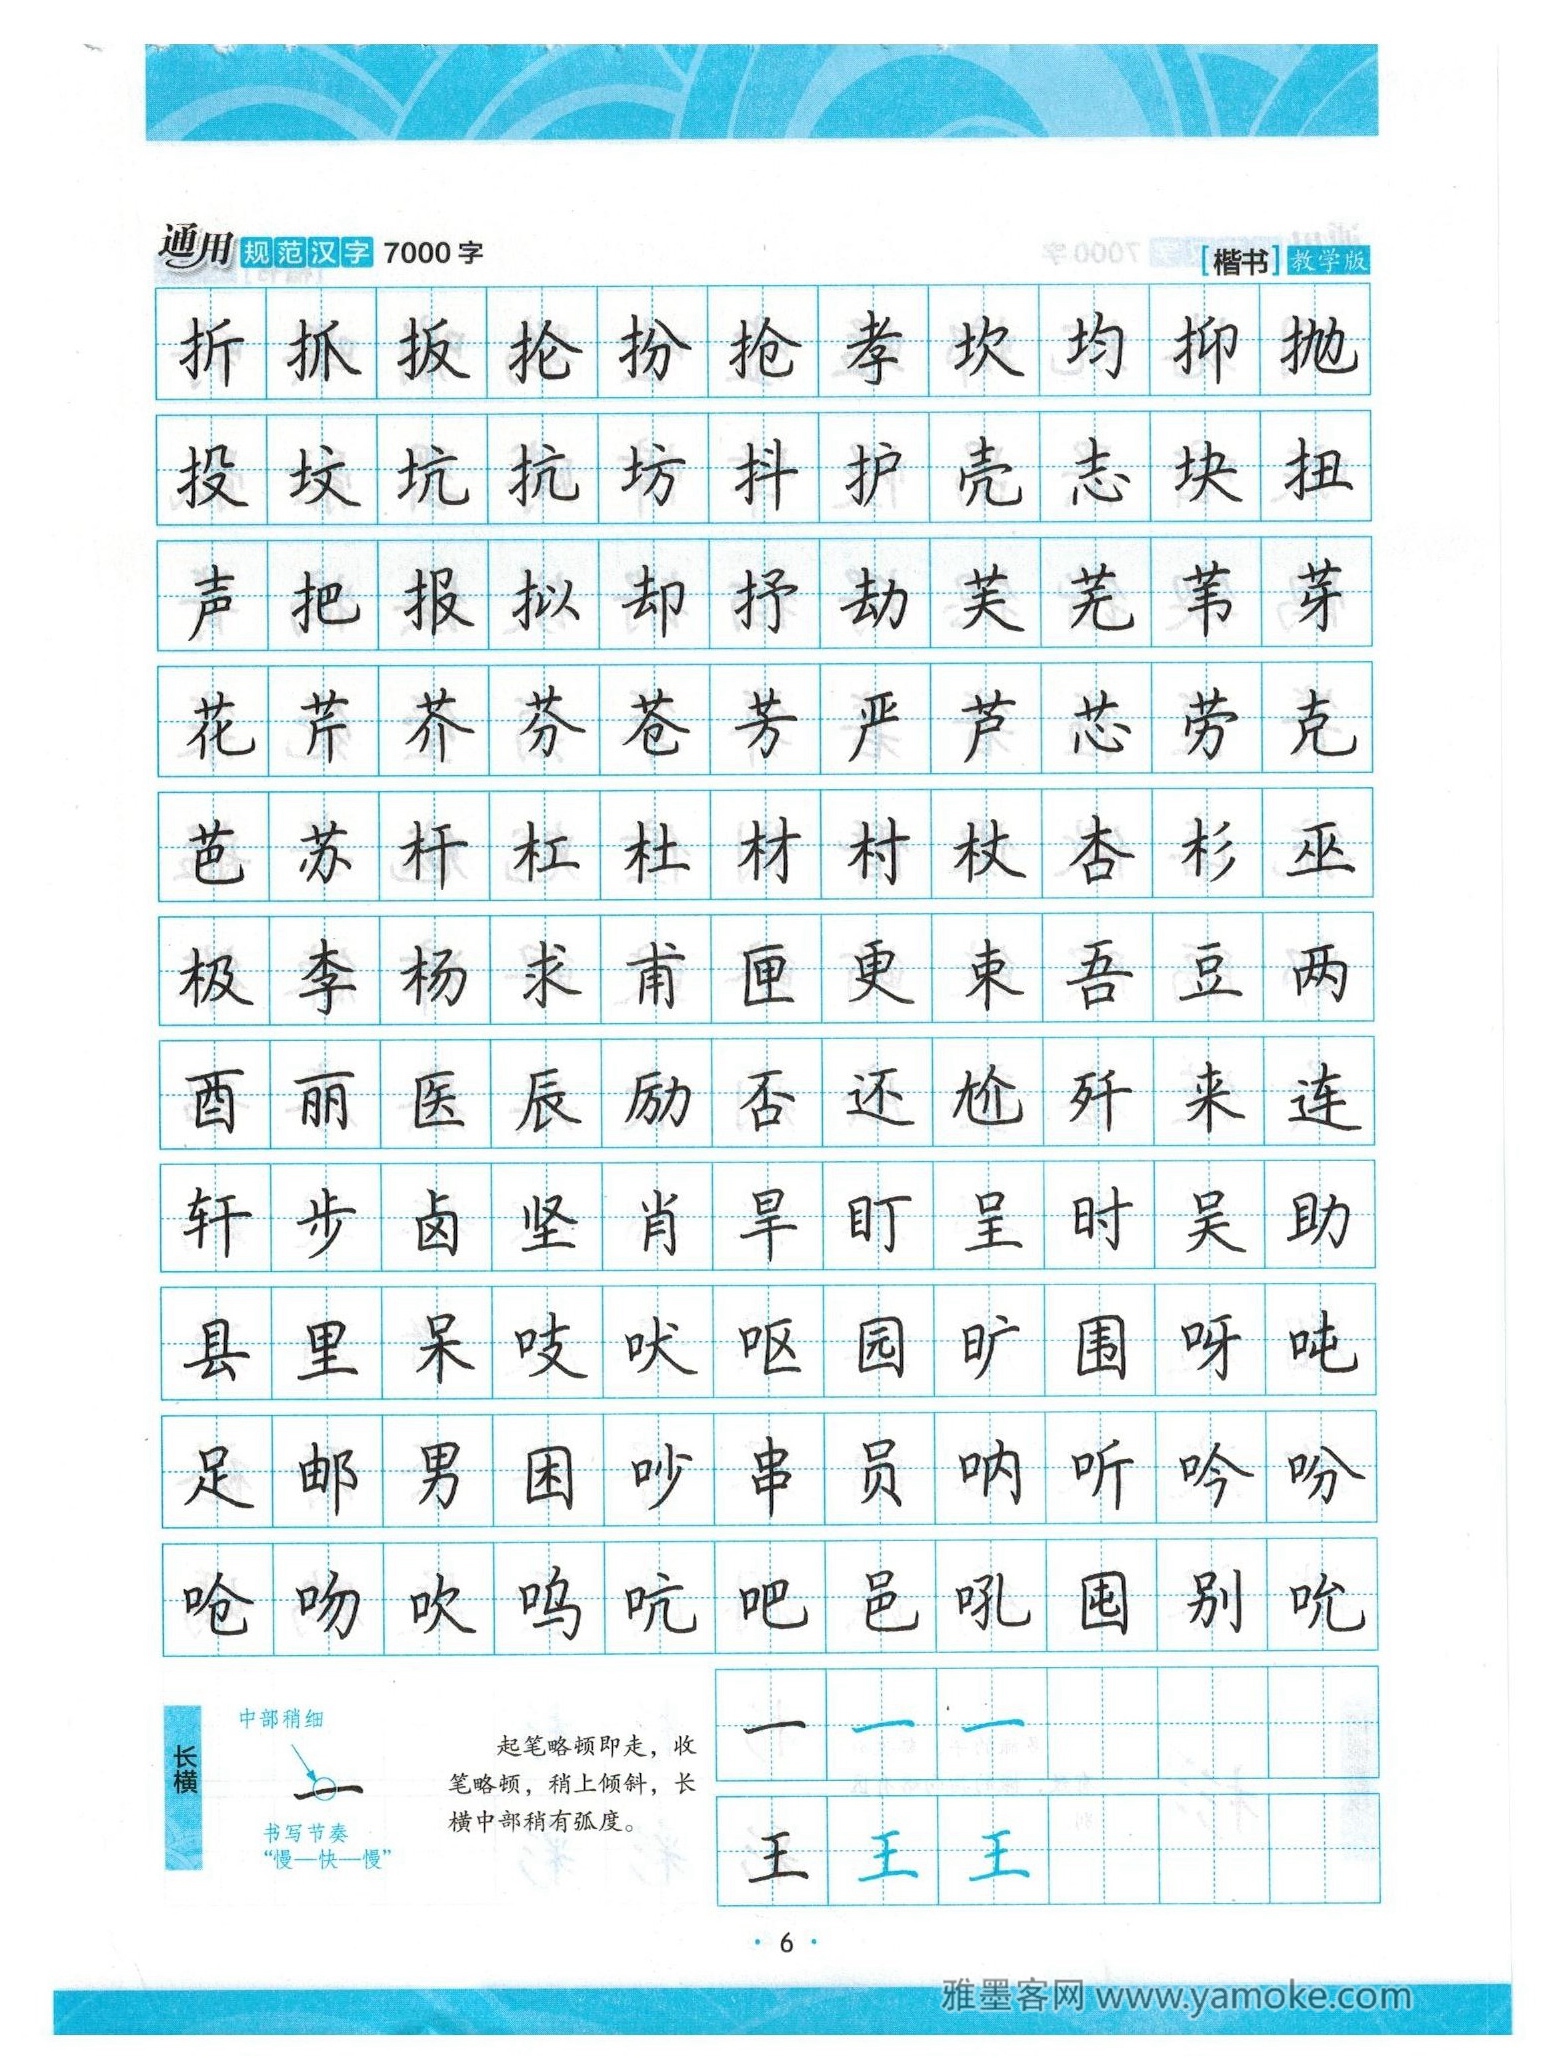 通用规范汉字 7000 字
[楷书] 教学版
折抓扳抡扮抢孝坎均抑抛
投坟坑抗坊抖护壳志块扭
声把报拟却抒劫芙芜苇芽
花芹芥芬苍芳严芦芯劳克
芭苏杆杠杜材村杖杏杉巫
极李杨求甫匣更束吾豆两
酉丽医辰励否还尬歼来连
轩步卤坚肖旱盯呈时吴助
县里呆吱吠呕园旷围呀吨
足邮男困吵串员呐听吟吩
呛吻吹呜吭吧邑吼囤别吮
长横
中部稍细
书写节奏
“慢—快—慢”
起笔略顿即走，收
笔略顿，稍上倾斜，长
横中部稍有弧度。
一 一 一
王 王 王
· 6 ·
雅墨客网 www.yamoke.com